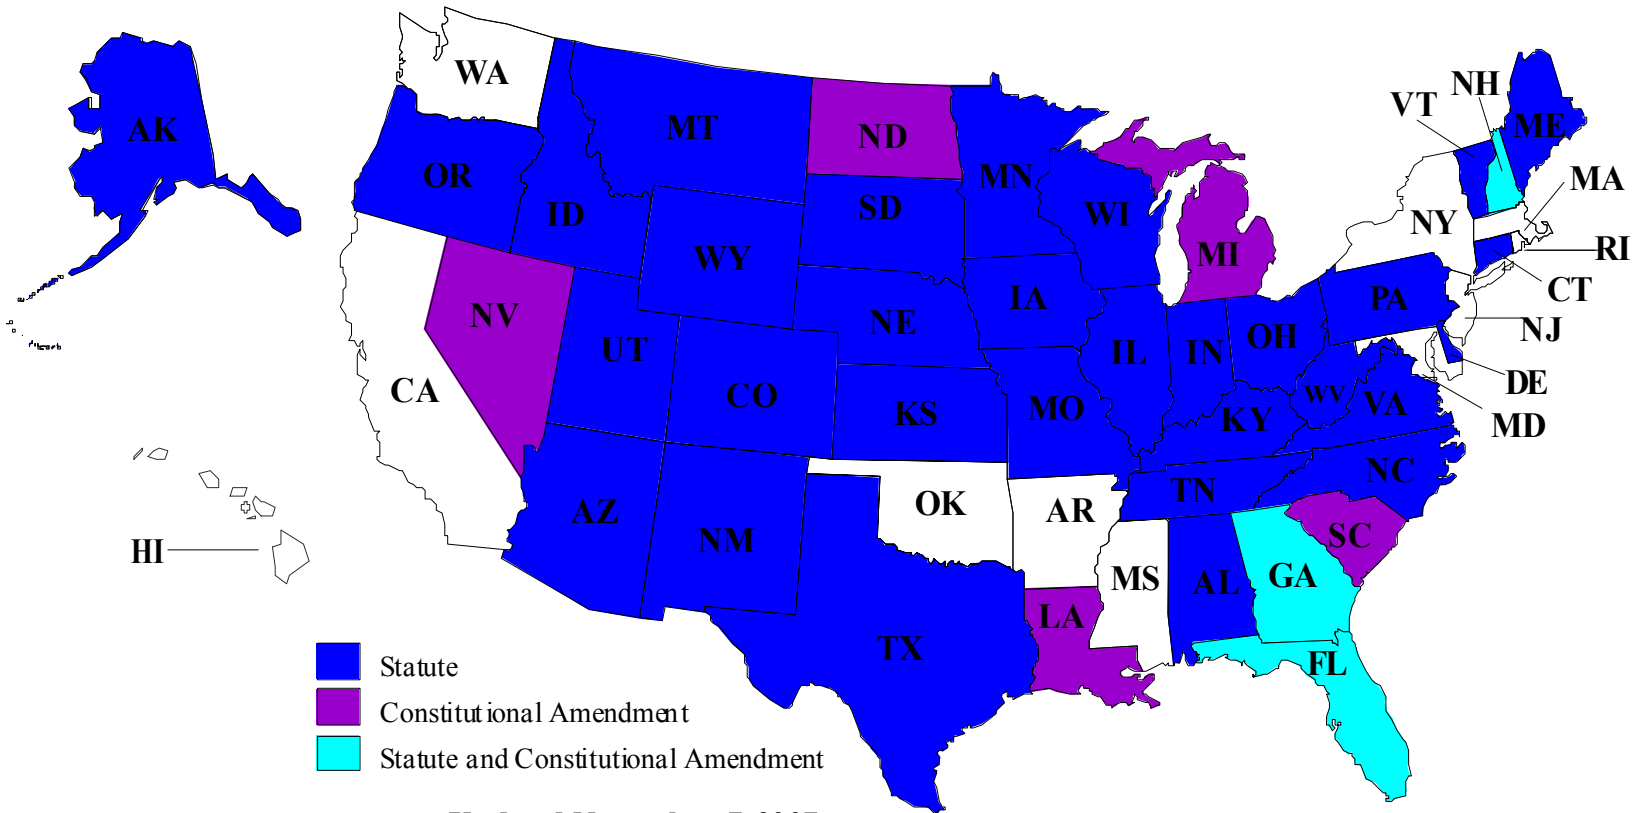 WA
NH
VT
ME
AK
MT
ND
OR
MN
MA
ID
SD
WI
NY
WY
MI
RI
IA
CT
NV
NE
PA
NJ
UT
IL
IN
OH
CA
CO
KS
MO
WV
VA
DE
KY
MD
NC
TN
AZ
OK
AR
NM
SC
HI
MS
AL
GA
LA
TX
FL
Statute
Constitutional Amendment
Statute and Constitutional Amendment